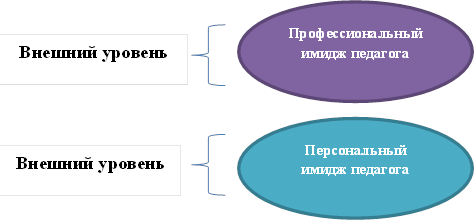 Внешний уровень
Профессиональный
имидж педагога
Внешний уровень
Персональный
имидж педагога